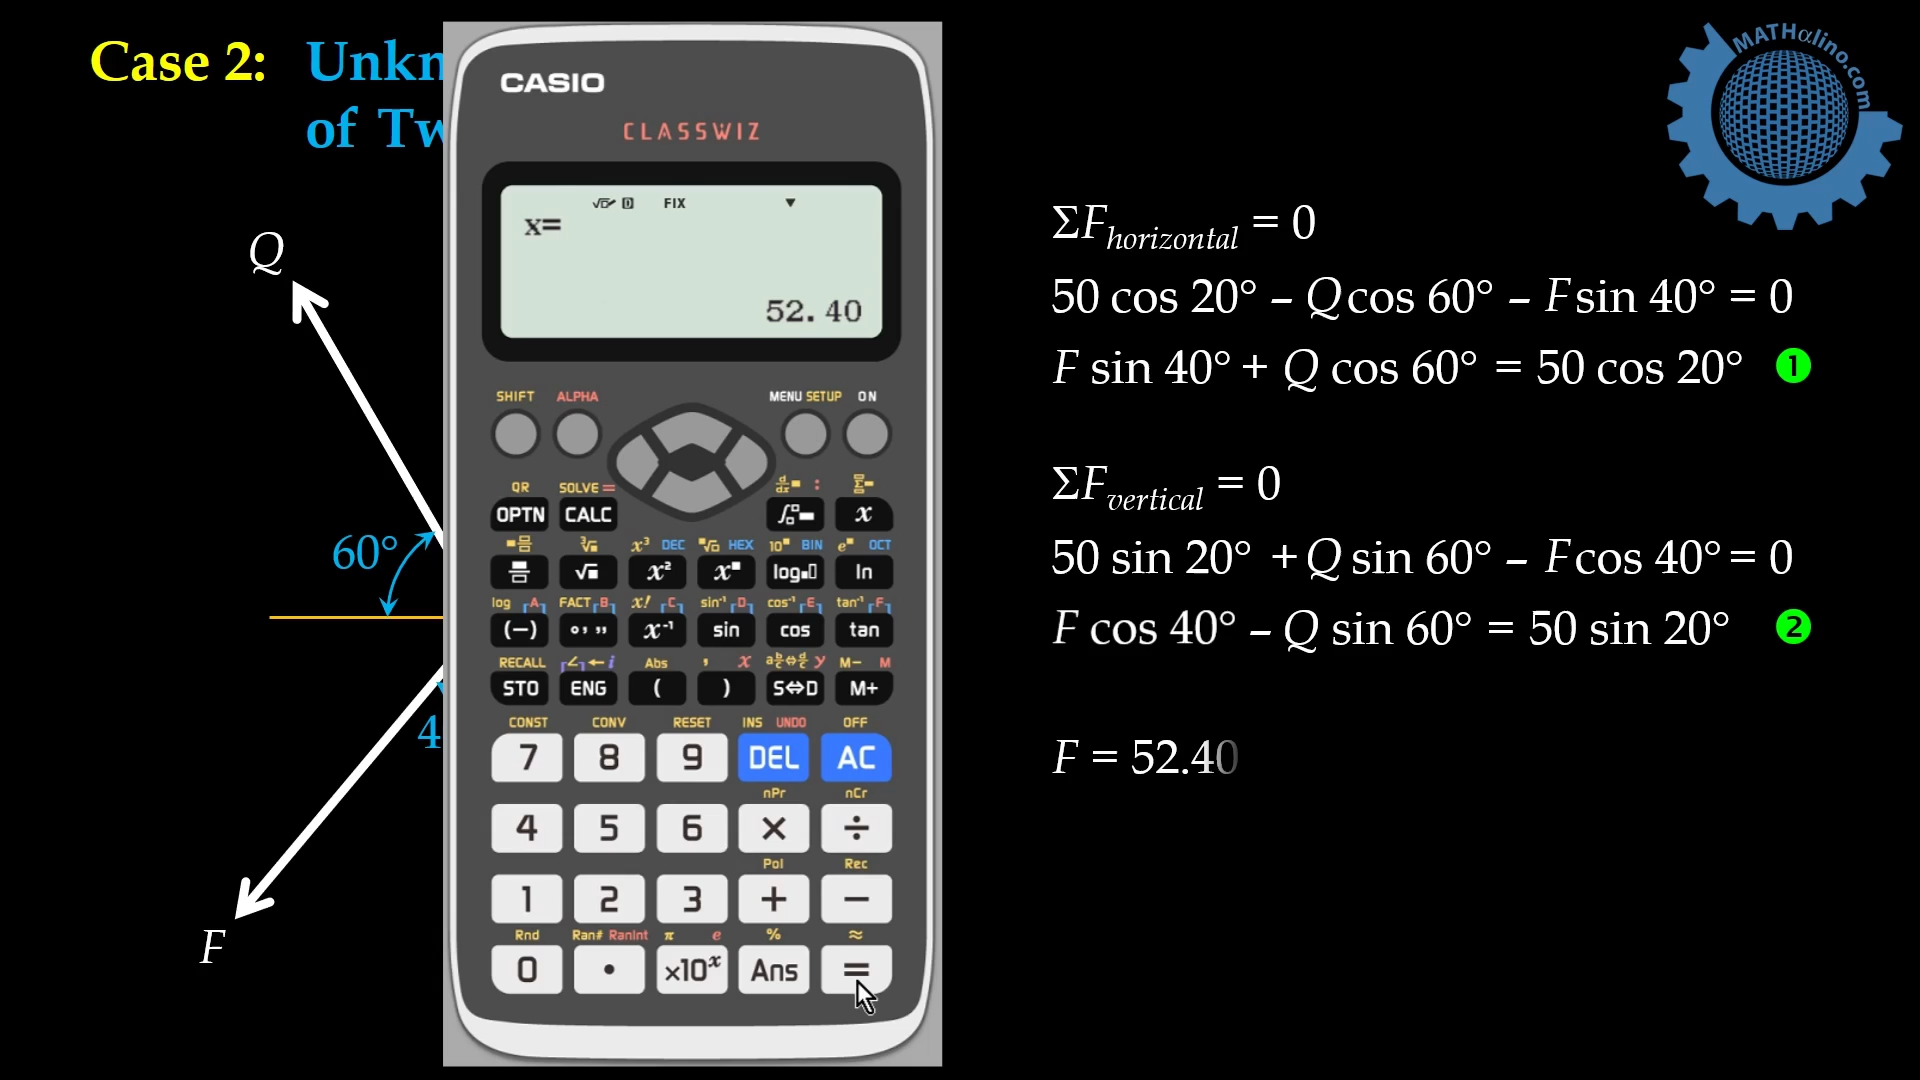 Case 2: Unkn
of Tw
MATHalino.com
Q
60°
4
F
CASIO
CLASSWIZ
FIX
x=
52.40
SHIFT ALPHA MENU SETUP ON
QR SOLVE =
OPTN CALC x
x³ DEC HEX 10 BIN e OCT
x² x log ln
log A FACT B x! C sin⁻¹ D cos⁻¹ E tan⁻¹ F
(−) °ʼʼʼ x⁻¹ sin cos tan
RECALL ∠ ← i Abs , x a b/c⇔d/c y M− M
STO ENG ( ) S⇔D M+
CONST CONV RESET INS UNDO OFF
7 8 9 DEL AC
nPr nCr
4 5 6 × ÷
Pol Rec
1 2 3 + −
Rnd Ran# RanInt π e % ≈
0 • ×10ˣ Ans =
ΣFhorizontal = 0
50 cos 20° – Q cos 60° – F sin 40° = 0
F sin 40° + Q cos 60° = 50 cos 20° 1
ΣFvertical = 0
50 sin 20° + Q sin 60° – F cos 40° = 0
F cos 40° – Q sin 60° = 50 sin 20° 2
F = 52.40